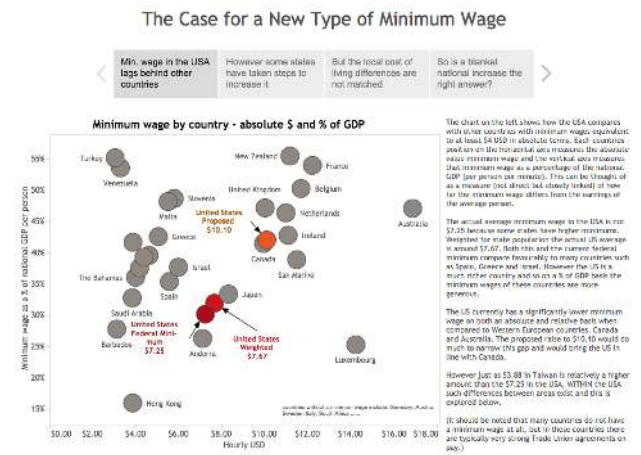 The Case for a New Type of Minimum Wage
Min. wage in the USA
lags behind other
countries
However some states
have taken steps to
increase it
But the local cost of
living differences are
not matched
So is a blanket
national increase the
right answer?
Minimum wage by country - absolute $ and % of GDP
Minimum wage as a % of national GDP per person
55%
50%
45%
40%
35%
30%
25%
20%
15%
Turkey
Venezuela
New Zealand
France
United Kingdom
Belgium
Slovenia
Malta
United States
Proposed
$10.10
Netherlands
Australia
Greece
Ireland
Canada
San Marino
The Bahamas
Israel
Spain
Saudi Arabia
Japan
Barbados
United States
Federal Mini-
mum
$7.25
Andorra
United States
Weighted
$7.67
Luxembourg
Hong Kong
$0.00 $2.00 $4.00 $6.00 $8.00 $10.00 $12.00 $14.00 $16.00 $18.00
Hourly USD
The chart on the left shows how the USA compares
with other countries with minimum wages equivalent
to at least $4 USD in absolute terms. Each countries
position on the horizontal axis measures the absolute
value minimum wage and the vertical axis measures
that minimum wage as a percentage of the national
GDP (per person per minute). This can be thought of
as a measure (not direct but closely linked) of how
far the minimum wage differs from the earnings of
the average person.
The actual average minimum wage in the USA is not
$7.25 because some states have higher minimums.
Weighted for state population the actual US average
is around $7.67. Both this and the current federal
minimum compare favourably to many countries such
as Spain, Greece and Israel. However the US is a
much richer country and so on a % of GDP basis the
minimum wages of these countries are more
generous.
The US currently has a significantly lower minimum
wage on both an absolute and relative basis when
compared to Western European countries, Canada
and Australia. The proposed raise to $10.10 would do
much to narrow this gap and would bring the US in
line with Canada.
However just as $3.88 in Taiwan is relatively a higher
amount than the $7.25 in the USA, WITHIN the USA
such differences between areas exist and this is
explored below.
(It should be noted that many countries do not have
a minimum wage at all, but in those countries there
are typically very strong Trade Union agreements on
pay.)